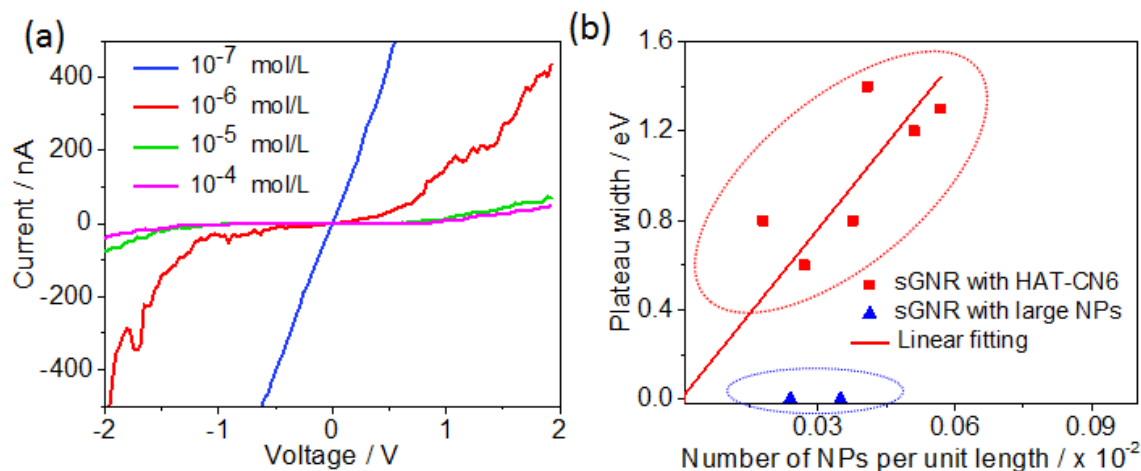 (a)
10⁻⁷ mol/L
10⁻⁶ mol/L
10⁻⁵ mol/L
10⁻⁴ mol/L
Current / nA
400
200
0
-200
-400
-2
-1
0
1
2
Voltage / V
(b)
Plateau width / eV
1.6
1.2
0.8
0.4
0.0
sGNR with HAT-CN6
sGNR with large NPs
Linear fitting
0.03
0.06
0.09
Number of NPs per unit length / x 10⁻²